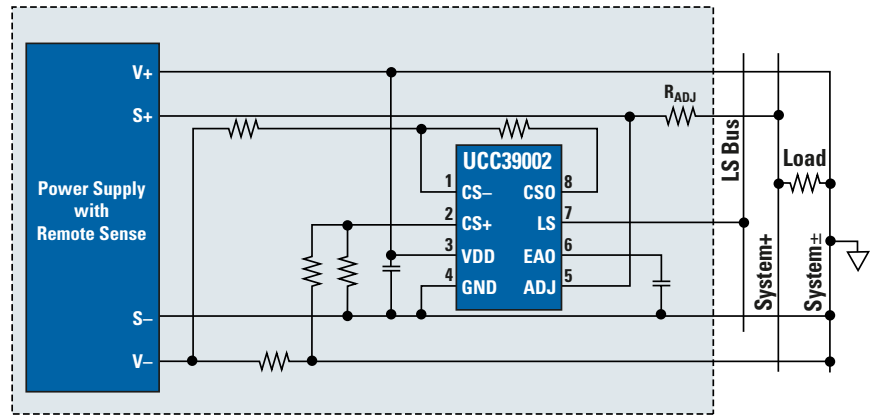 V+
S+
R_ADJ
Power Supply
with
Remote Sense
S–
V–
UCC39002
1 CS– CSO 8
2 CS+ LS 7
3 VDD EAO 6
4 GND ADJ 5
LS Bus
Load
System+
System±